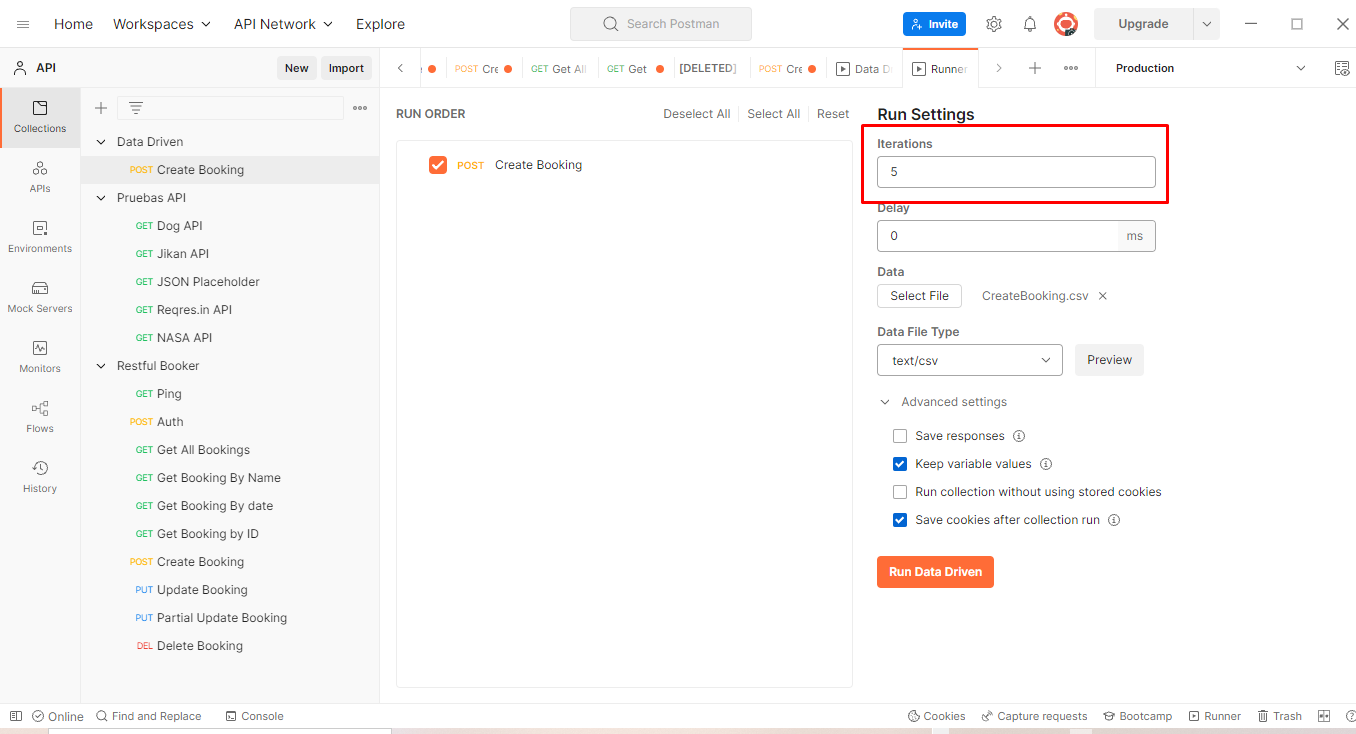 Home Workspaces API Network Explore Search Postman Invite Upgrade
API New Import
POST Cre GET Get All GET Get [DELETED] POST Cre Data D Runner Production
Collections
APIs
Environments
Mock Servers
Monitors
Flows
History
Data Driven
POST Create Booking
Pruebas API
GET Dog API
GET Jikan API
GET JSON Placeholder
GET Reqres.in API
GET NASA API
Restful Booker
GET Ping
POST Auth
GET Get All Bookings
GET Get Booking By Name
GET Get Booking By date
GET Get Booking by ID
POST Create Booking
PUT Update Booking
PUT Partial Update Booking
DEL Delete Booking
RUN ORDER Deselect All Select All Reset
POST Create Booking
Run Settings
Iterations
5
Delay
0 ms
Data
Select File CreateBooking.csv
Data File Type
text/csv Preview
Advanced settings
Save responses
Keep variable values
Run collection without using stored cookies
Save cookies after collection run
Run Data Driven
Online Find and Replace Console Cookies Capture requests Bootcamp Runner Trash